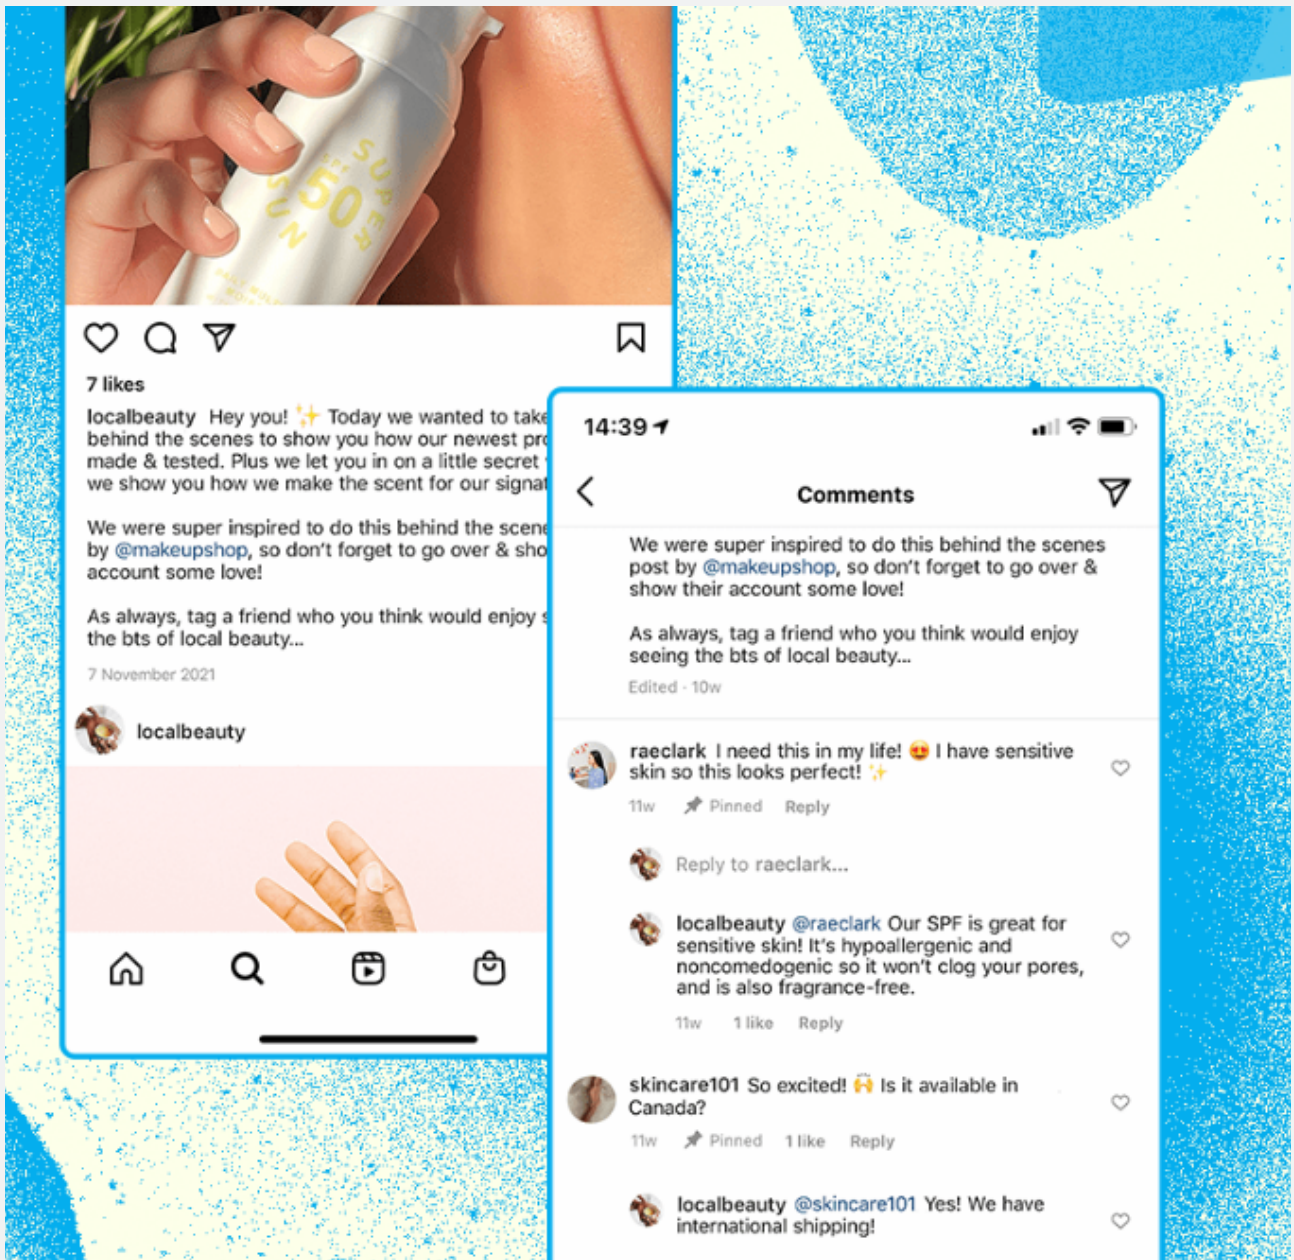 SUPER
SPF
50
SUN
7 likes
localbeauty Hey you! ✨ Today we wanted to take
behind the scenes to show you how our newest
made & tested. Plus we let you in on a little secret
we show you how we make the scent for our
We were super inspired to do this behind the
by @makeupshop, so don't forget to go over &
account some love!
As always, tag a friend who you think would enjoy
the bts of local beauty...
7 November 2021
localbeauty
14:39
Comments
We were super inspired to do this behind the scenes
post by @makeupshop, so don't forget to go over &
show their account some love!
As always, tag a friend who you think would enjoy
seeing the bts of local beauty...
Edited · 10w
raeclark I need this in my life! 😍 I have sensitive
skin so this looks perfect! ✨
11w Pinned Reply
Reply to raeclark...
localbeauty @raeclark Our SPF is great for
sensitive skin! It's hypoallergenic and
noncomedogenic so it won't clog your pores,
and is also fragrance-free.
11w 1 like Reply
skincare101 So excited! 🙌 Is it available in
Canada?
11w Pinned 1 like Reply
localbeauty @skincare101 Yes! We have
international shipping!